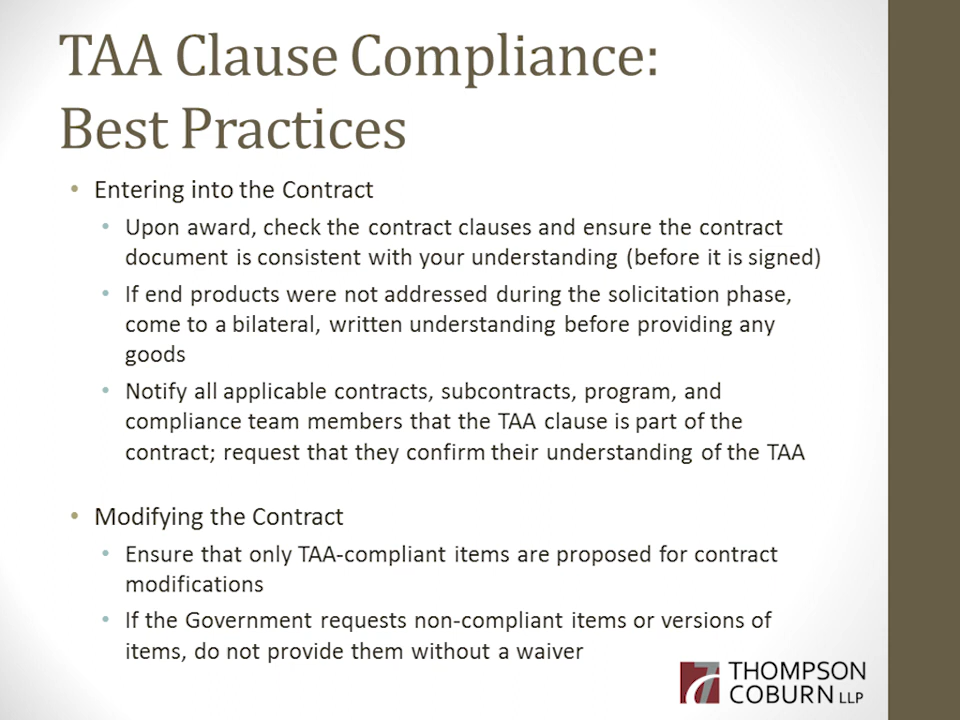 TAA Clause Compliance:
Best Practices
• Entering into the Contract
• Upon award, check the contract clauses and ensure the contract
document is consistent with your understanding (before it is signed)
• If end products were not addressed during the solicitation phase,
come to a bilateral, written understanding before providing any
goods
• Notify all applicable contracts, subcontracts, program, and
compliance team members that the TAA clause is part of the
contract; request that they confirm their understanding of the TAA
• Modifying the Contract
• Ensure that only TAA-compliant items are proposed for contract
modifications
• If the Government requests non-compliant items or versions of
items, do not provide them without a waiver
THOMPSON
COBURN LLP